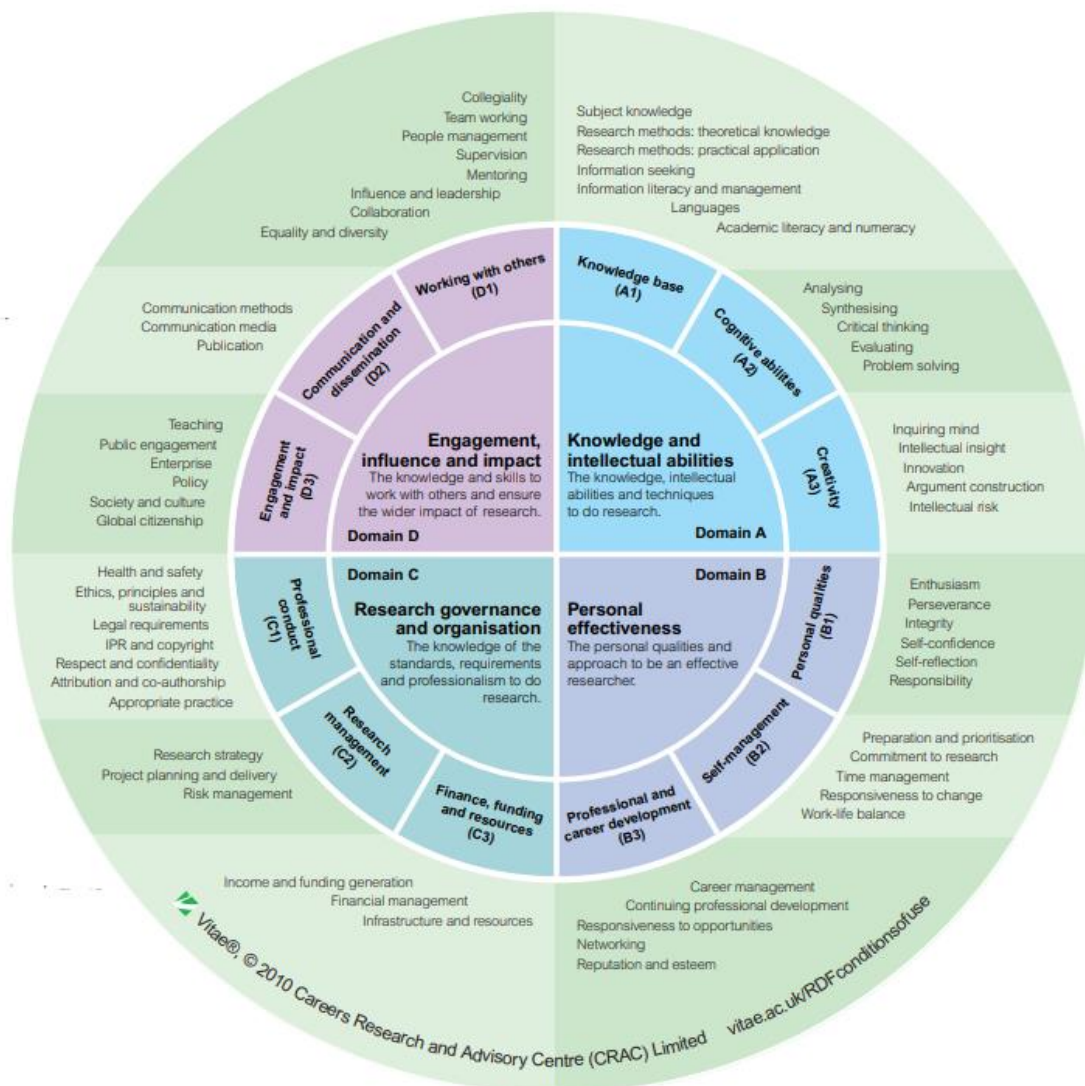 Collegiality
Team working
People management
Supervision
Mentoring
Influence and leadership
Collaboration
Equality and diversity
Subject knowledge
Research methods: theoretical knowledge
Research methods: practical application
Information seeking
Information literacy and management
Languages
Academic literacy and numeracy
Working with others
(D1)
Knowledge base
(A1)
Communication methods
Communication media
Publication
Communication and
dissemination
(D2)
Cognitive abilities
(A2)
Analysing
Synthesising
Critical thinking
Evaluating
Problem solving
Teaching
Public engagement
Enterprise
Policy
Society and culture
Global citizenship
Engagement
and impact
(D3)
Engagement,
influence and impact
The knowledge and skills to
work with others and ensure
the wider impact of research.
Domain D
Knowledge and
intellectual abilities
The knowledge, intellectual
abilities and techniques
to do research.
Domain A
Creativity
(A3)
Inquiring mind
Intellectual insight
Innovation
Argument construction
Intellectual risk
Health and safety
Ethics, principles and
sustainability
Legal requirements
IPR and copyright
Respect and confidentiality
Attribution and co-authorship
Appropriate practice
Professional
conduct
(C1)
Domain C
Research governance
and organisation
The knowledge of the
standards, requirements
and professionalism to do
research.
Domain B
Personal
effectiveness
The personal qualities and
approach to be an effective
researcher.
Personal qualities
(B1)
Enthusiasm
Perseverance
Integrity
Self-confidence
Self-reflection
Responsibility
Research strategy
Project planning and delivery
Risk management
Research
management
(C2)
Self-management
(B2)
Preparation and prioritisation
Commitment to research
Time management
Responsiveness to change
Work-life balance
Finance, funding
and resources
(C3)
Professional and
career development
(B3)
Income and funding generation
Financial management
Infrastructure and resources
Career management
Continuing professional development
Responsiveness to opportunities
Networking
Reputation and esteem
Vitae®, © 2010 Careers Research and Advisory Centre (CRAC) Limited vitae.ac.uk/RDFconditionsofuse